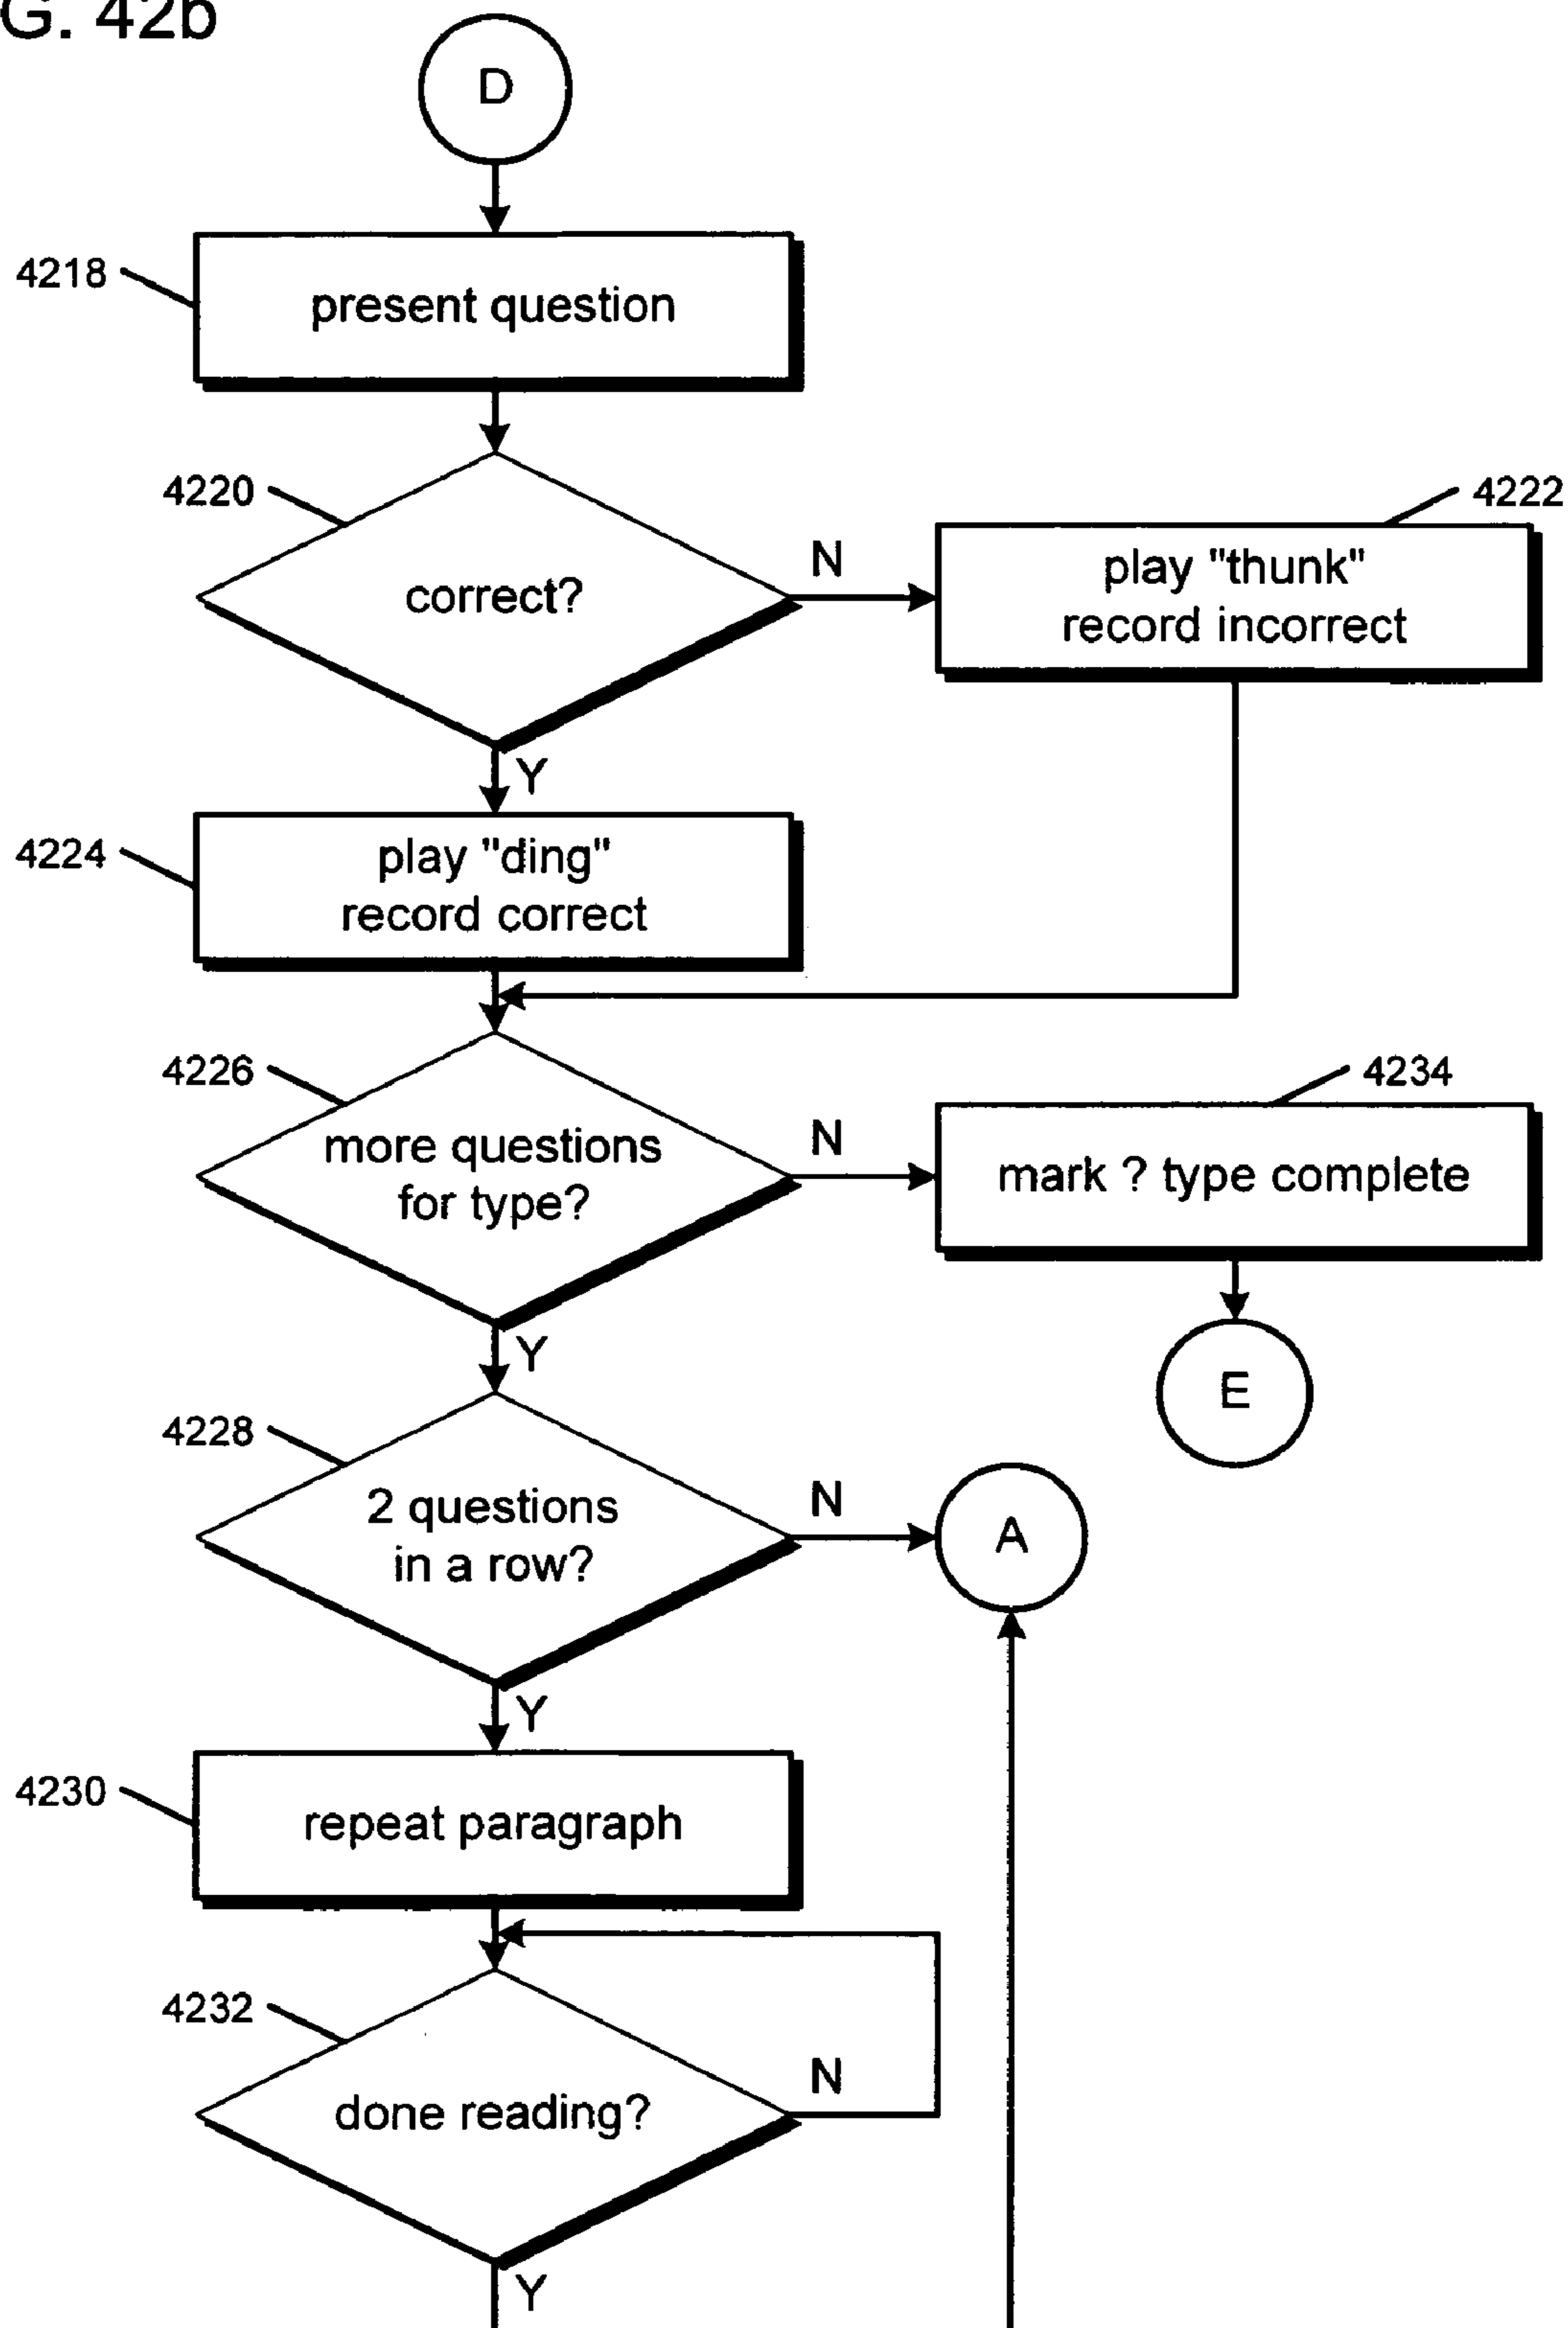 G. 42b
D
4218
present question
4220
correct?
N
4222
play "thunk"
record incorrect
Y
4224
play "ding"
record correct
4226
more questions
for type?
N
4234
mark ? type complete
Y
E
4228
2 questions
in a row?
N
A
Y
4230
repeat paragraph
4232
done reading?
N
Y